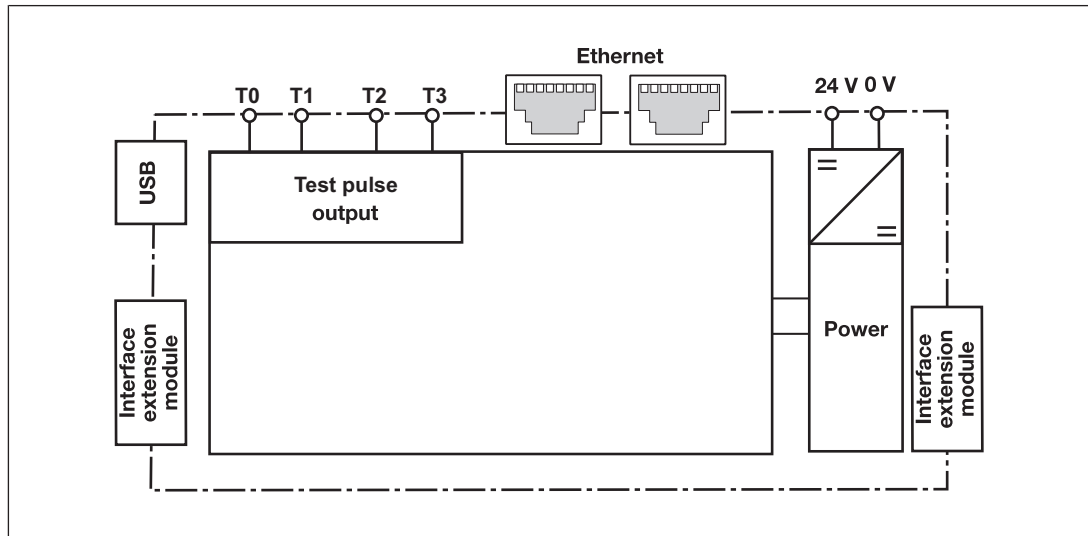 Ethernet
T0 T1 T2 T3
24 V 0 V
USB
Test pulse
output
Interface
extension
module
Power
Interface
extension
module